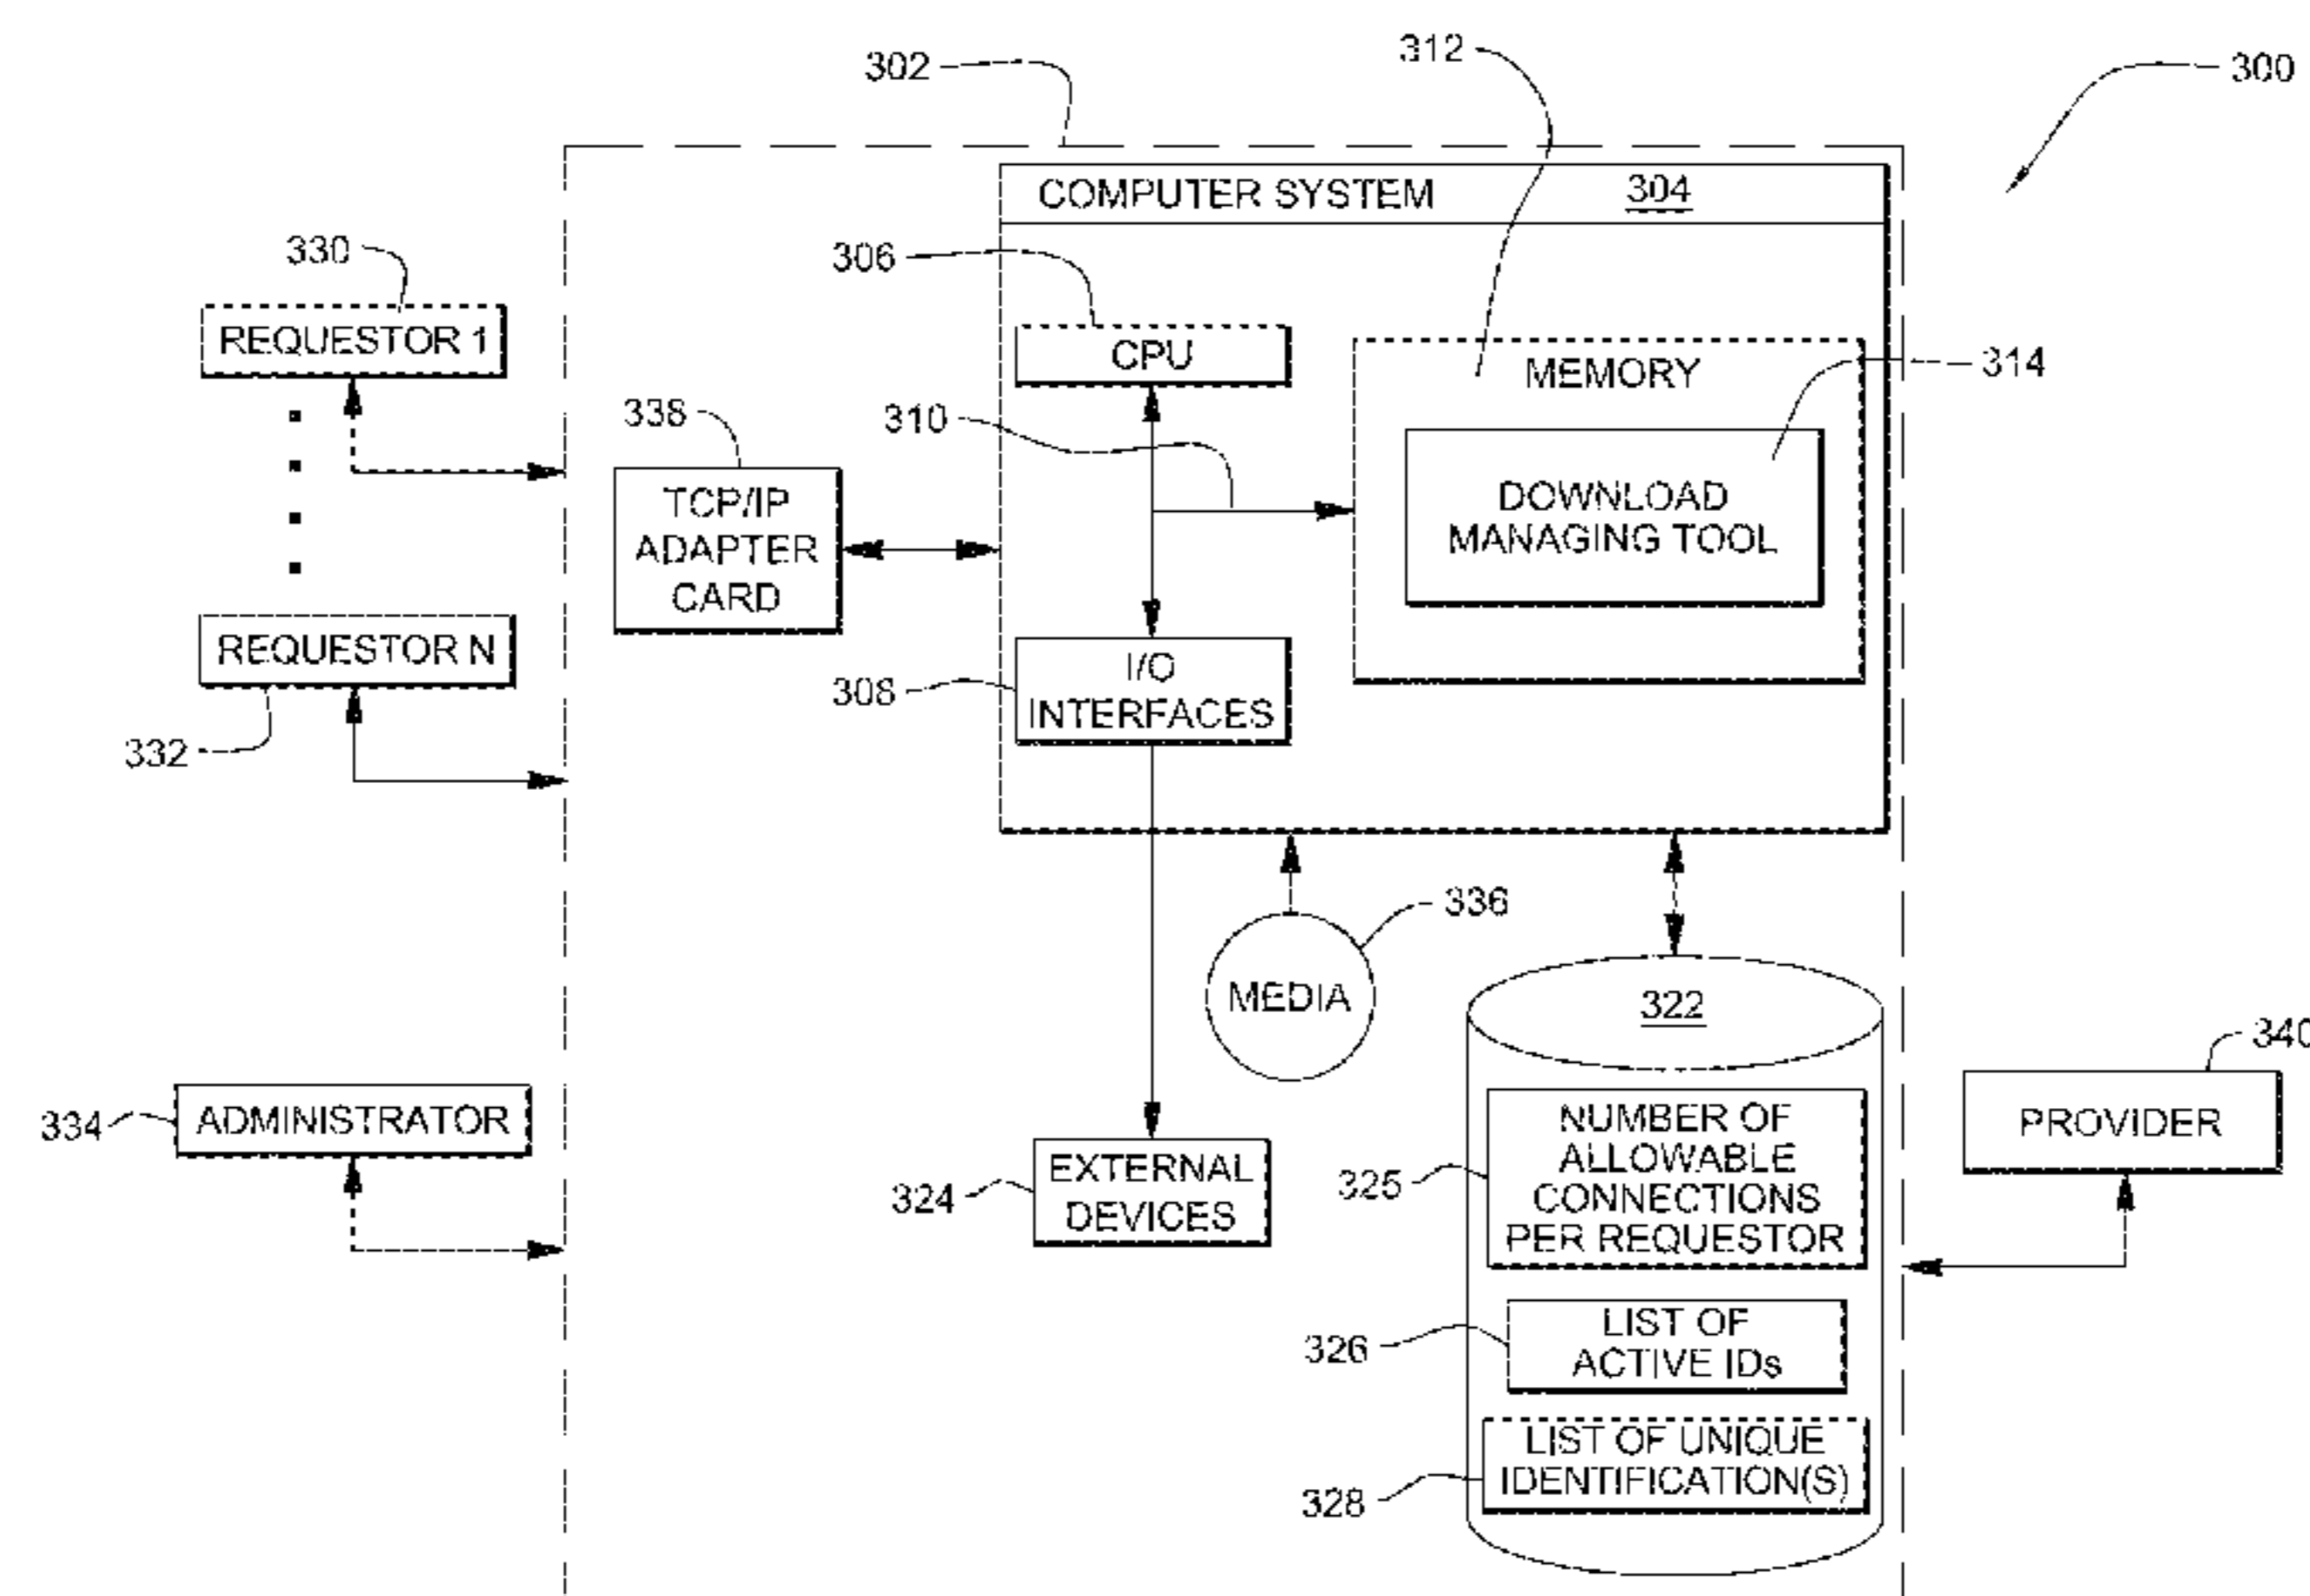 302
312
300
COMPUTER SYSTEM 304
330
306
REQUESTOR 1
CPU
MEMORY
314
338
310
TCP/IP
ADAPTER
CARD
DOWNLOAD
MANAGING TOOL
REQUESTOR N
332
308
I/O
INTERFACES
336
MEDIA
322
340
334
ADMINISTRATOR
324
EXTERNAL
DEVICES
325
NUMBER OF
ALLOWABLE
CONNECTIONS
PER REQUESTOR
PROVIDER
326
LIST OF
ACTIVE IDs
328
LIST OF UNIQUE
IDENTIFICATION(S)